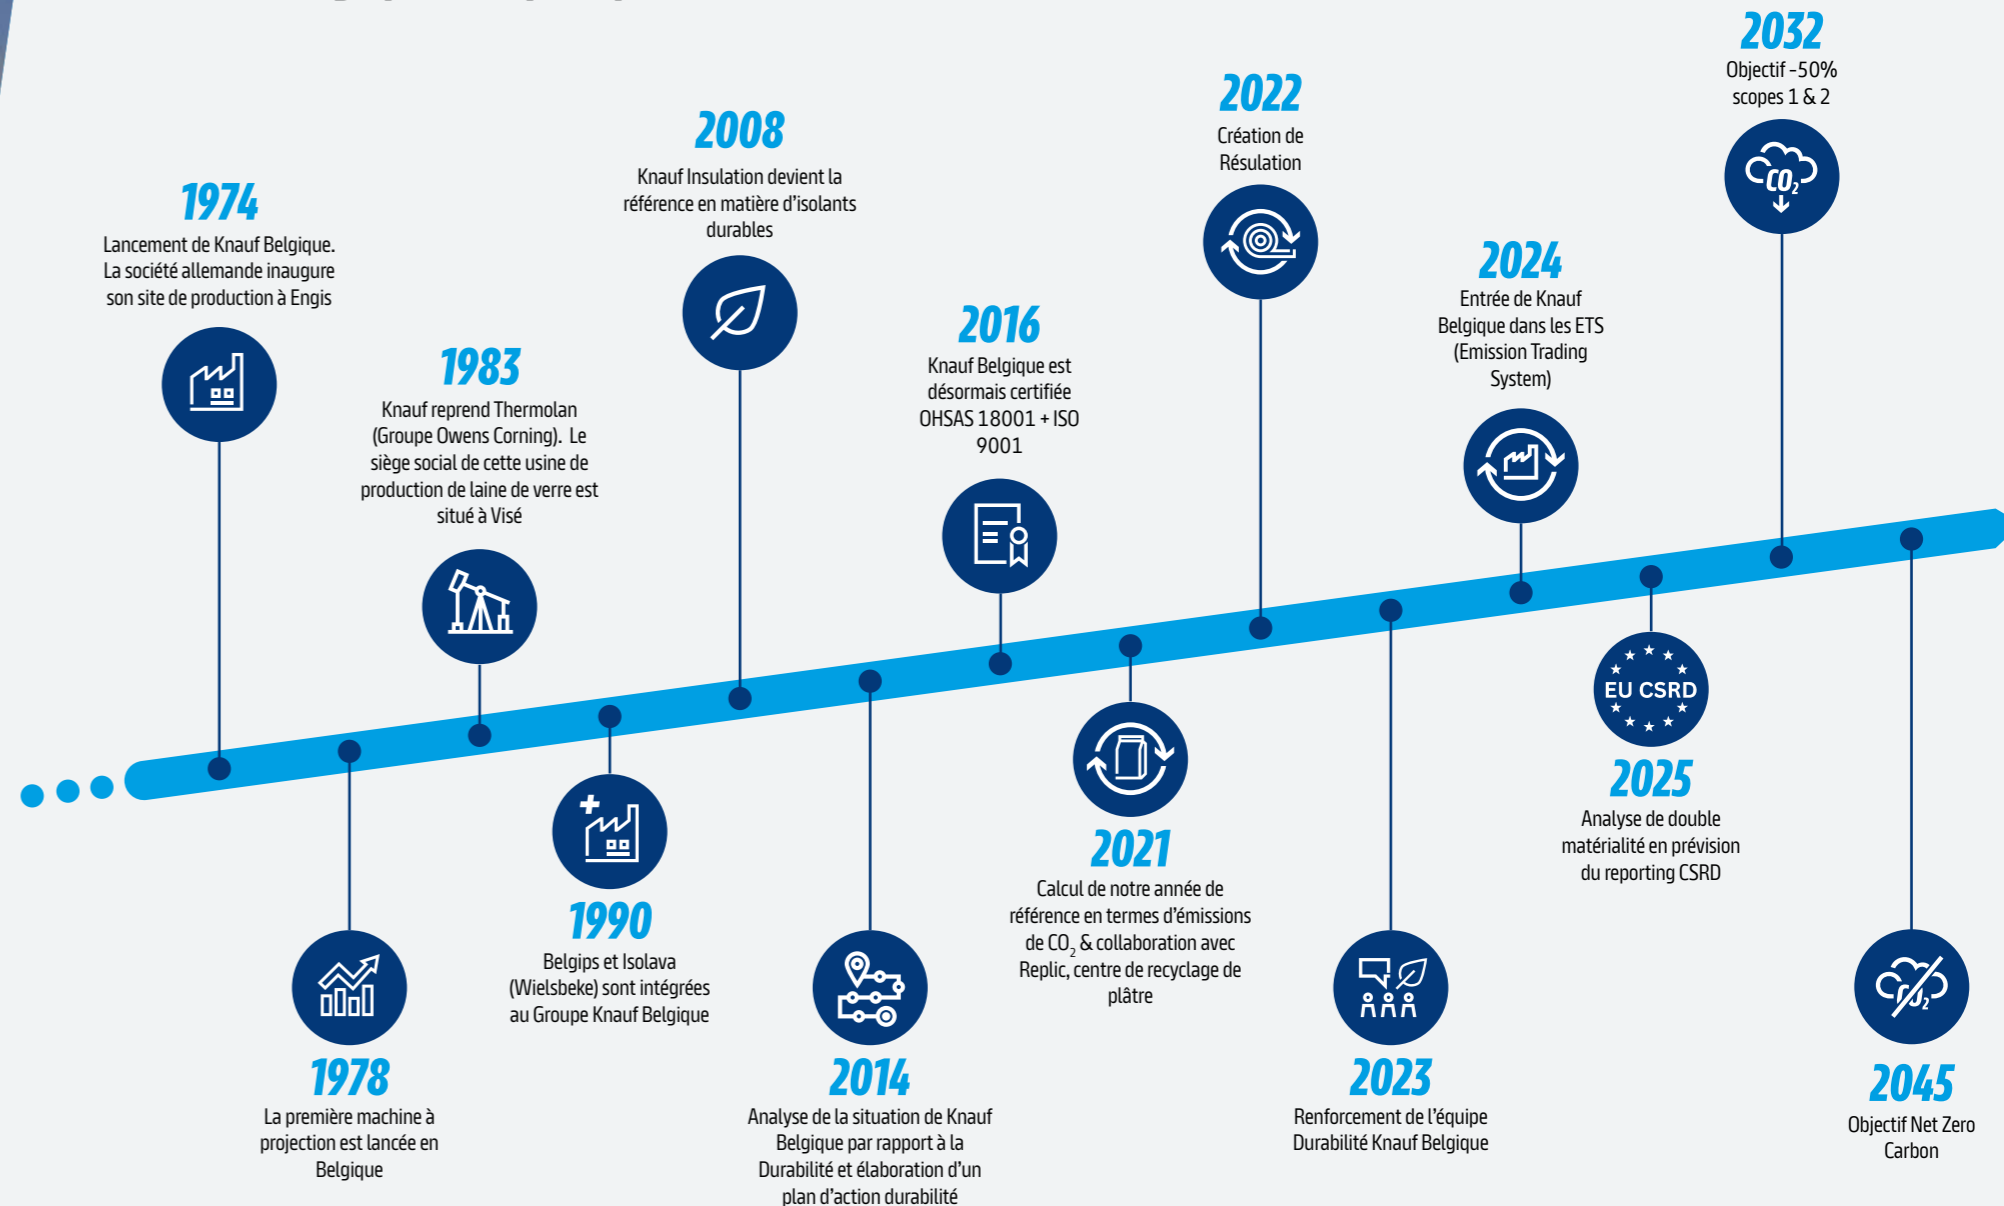 1974
Lancement de Knauf Belgique.
La société allemande inaugure
son site de production à Engis
1978
La première machine à
projection est lancée en
Belgique
1983
Knauf reprend Thermolan
(Groupe Owens Corning). Le
siège social de cette usine de
production de laine de verre est
situé à Visé
1990
Belgips et Isolava
(Wielsbeke) sont intégrées
au Groupe Knauf Belgique
2008
Knauf Insulation devient la
référence en matière d'isolants
durables
2014
Analyse de la situation de Knauf
Belgique par rapport à la
Durabilité et élaboration d'un
plan d'action durabilité
2016
Knauf Belgique est
désormais certifiée
OHSAS 18001 + ISO
9001
2021
Calcul de notre année de
référence en termes d'émissions
de CO₂ & collaboration avec
Replic, centre de recyclage de
plâtre
2022
Création de
Résulation
2023
Renforcement de l'équipe
Durabilité Knauf Belgique
2024
Entrée de Knauf
Belgique dans les ETS
(Emission Trading
System)
EU CSRD
2025
Analyse de double
matérialité en prévision
du reporting CSRD
2032
Objectif -50%
scopes 1 & 2
CO₂
CO₂
2045
Objectif Net Zero
Carbon